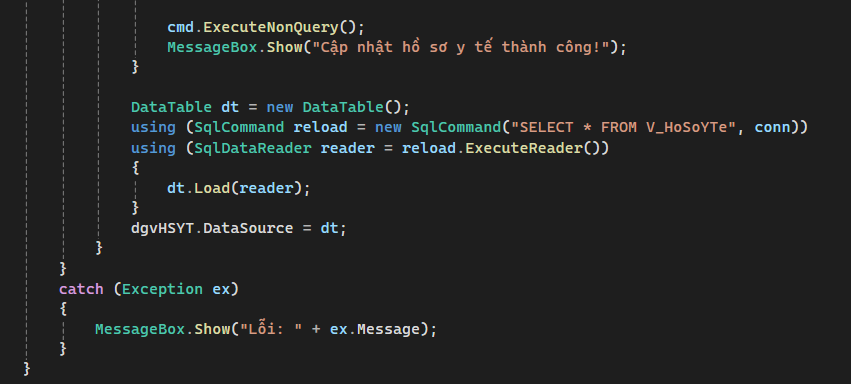 cmd.ExecuteNonQuery();
MessageBox.Show("Cập nhật hồ sơ y tế thành công!");
}
DataTable dt = new DataTable();
using (SqlCommand reload = new SqlCommand("SELECT * FROM V_HoSoYTe", conn))
using (SqlDataReader reader = reload.ExecuteReader())
{
dt.Load(reader);
}
dgvHSYT.DataSource = dt;
}
}
catch (Exception ex)
{
MessageBox.Show("Lỗi: " + ex.Message);
}
}